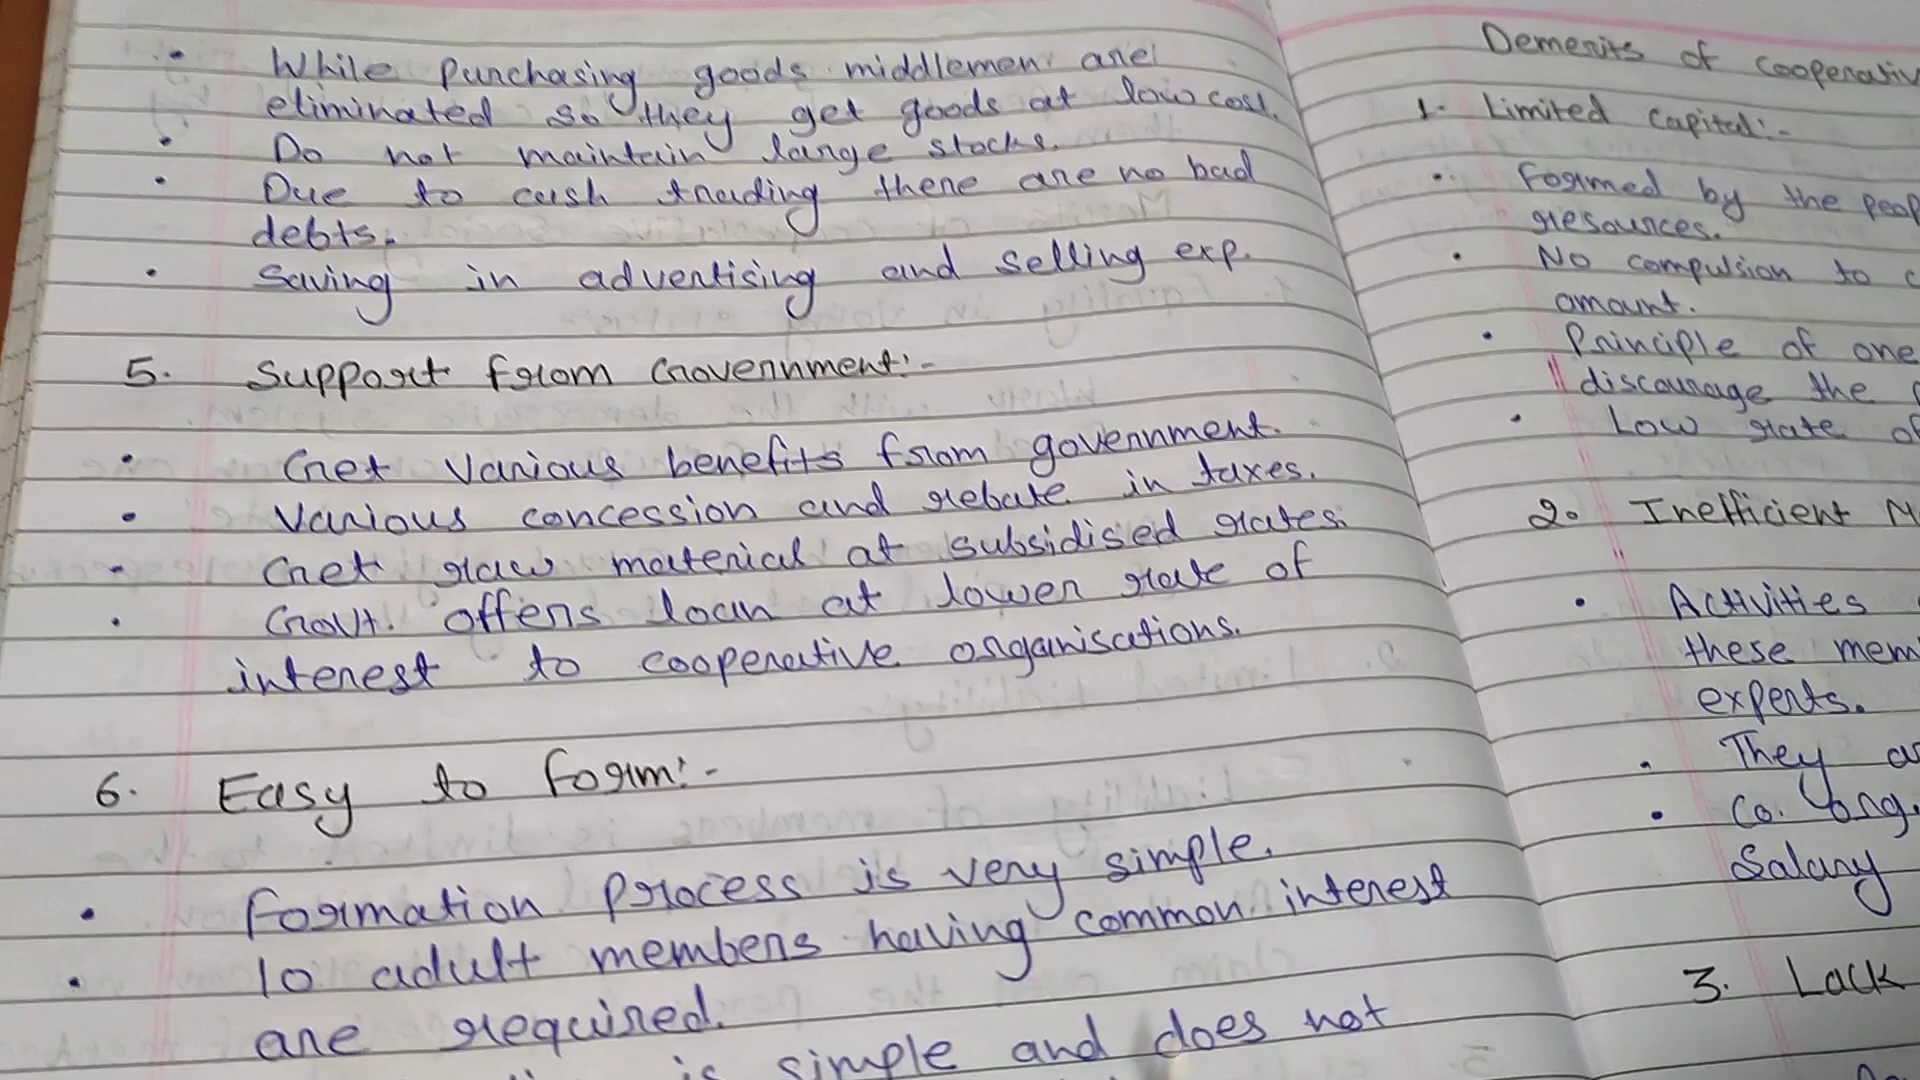 • While purchasing goods middlemen are
eliminated so they get goods at low cost.
• Do not maintain large stocks.
• Due to cash trading there are no bad
debts.
• Saving in advertising and selling exp.
5. Support from Government:-
• Get various benefits from government.
• Various concession and rebate in taxes.
• Get raw material at subsidised rates.
• Govt. offers loan at lower rate of
interest to cooperative organisations.
6. Easy to form:-
• Formation process is very simple.
• 10 adult members having common interest
are required.
is simple and does not
Demerits of cooperativ
1. Limited Capital:-
• Formed by the peop
resources.
• No compulsion to c
amount.
• Principle of one
discourage the
• Low rate of
2. Inefficient M
• Activities
these mem
experts.
• They a
• Co. org.
Salary
3. Lack